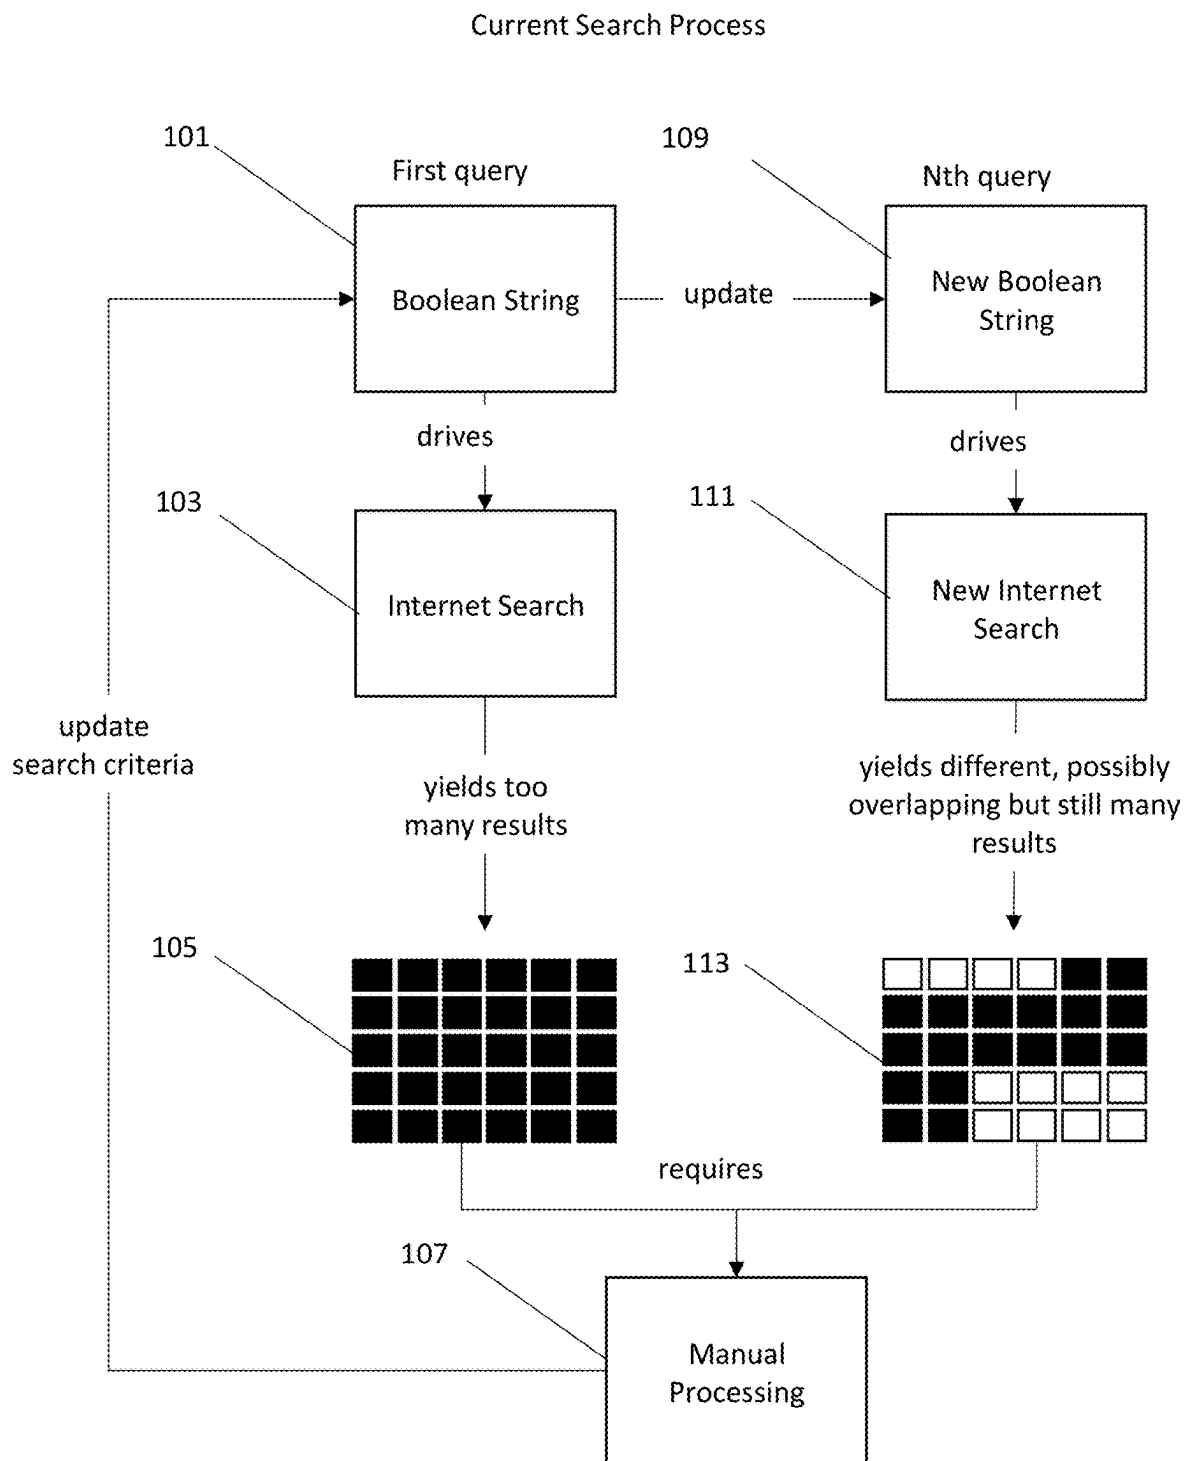 Current Search Process
101
109
First query
Nth query
Boolean String
update
New Boolean
String
drives
drives
103
111
Internet Search
New Internet
Search
update
search criteria
yields too
many results
yields different, possibly
overlapping but still many
results
105
113
requires
107
Manual
Processing